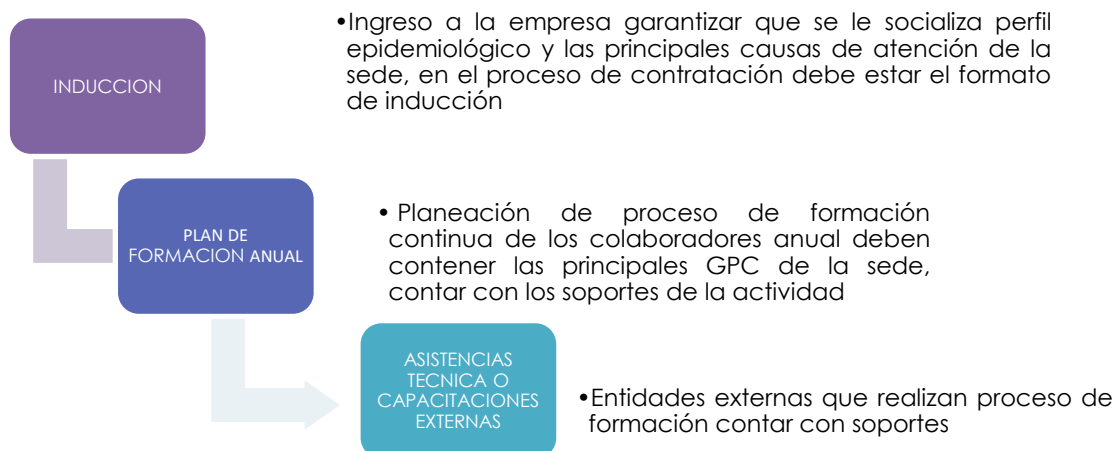 INDUCCION
•Ingreso a la empresa garantizar que se le socializa perfil
epidemiológico y las principales causas de atención de la
sede, en el proceso de contratación debe estar el formato
de inducción
PLAN DE
FORMACION ANUAL
• Planeación de proceso de formación
continua de los colaboradores anual deben
contener las principales GPC de la sede,
contar con los soportes de la actividad
ASISTENCIAS
TECNICA O
CAPACITACIONES
EXTERNAS
•Entidades externas que realizan proceso de
formación contar con soportes